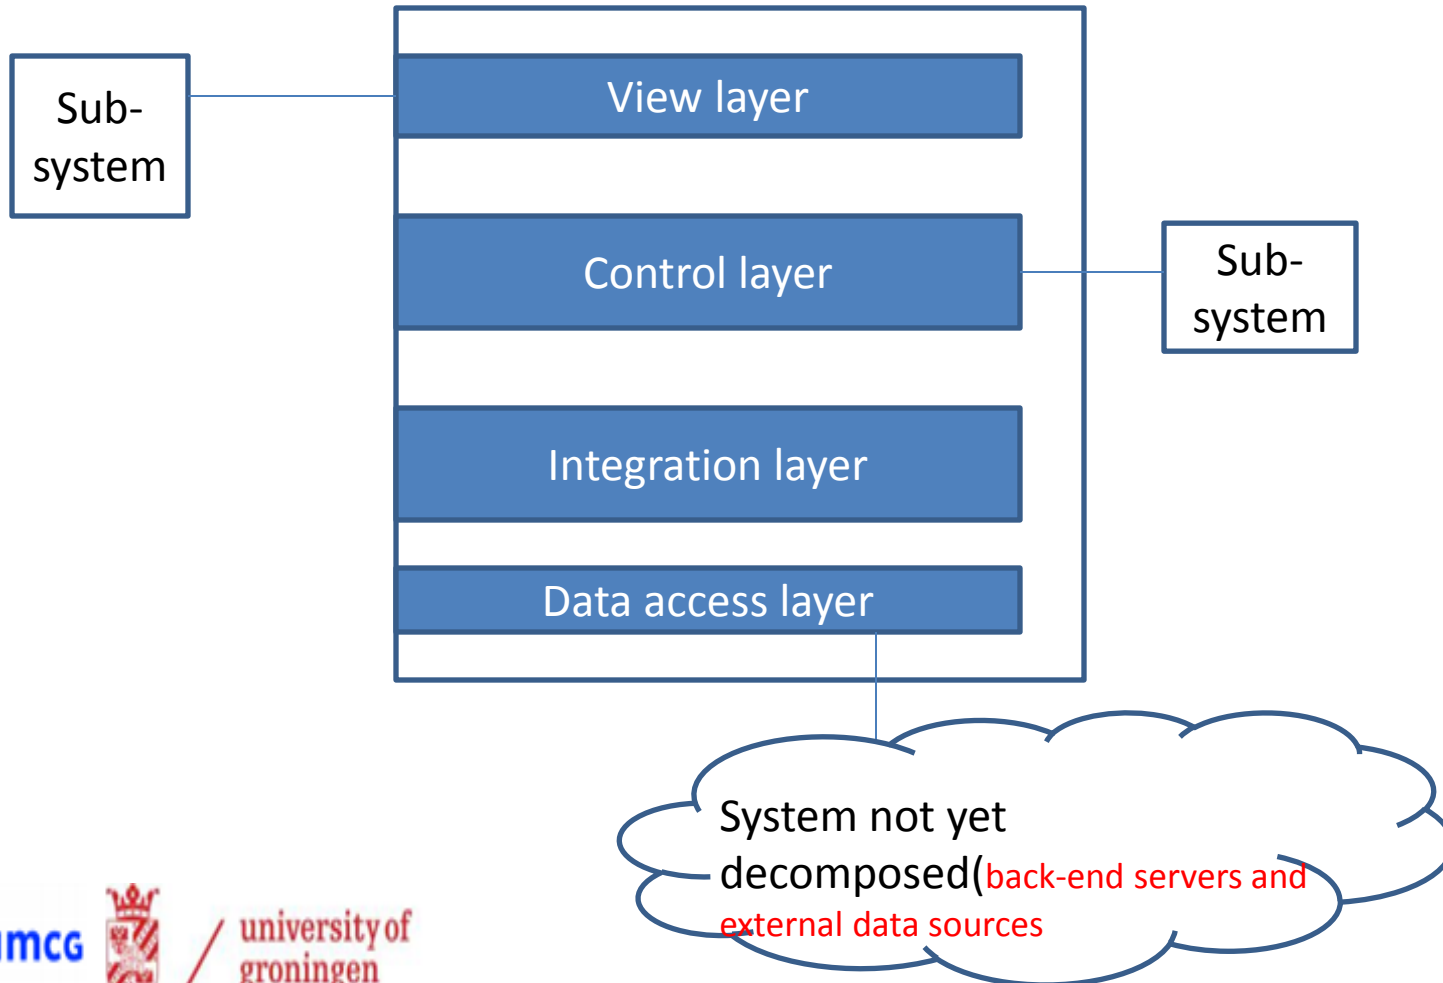 View layer
Sub-
system
Control layer
Sub-
system
Integration layer
Data access layer
System not yet
decomposed(back-end servers and
external data sources
umcg
university of
groningen